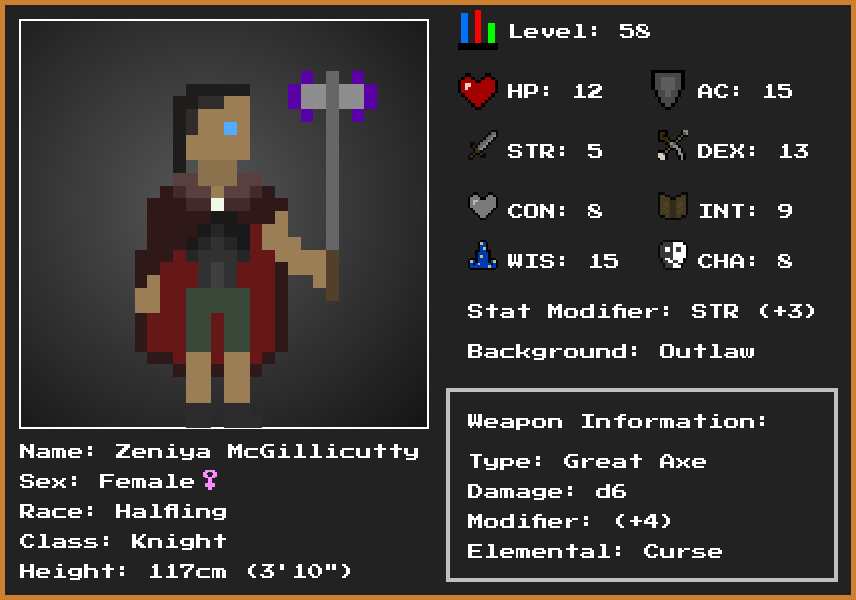 Level: 58
HP: 12
AC: 15
STR: 5
DEX: 13
CON: 8
INT: 9
WIS: 15
CHA: 8
Stat Modifier: STR (+3)
Background: Outlaw
Weapon Information:
Type: Great Axe
Damage: d6
Modifier: (+4)
Elemental: Curse
Name: Zeniya McGillicutty
Sex: Female♀
Race: Halfling
Class: Knight
Height: 117cm (3'10")